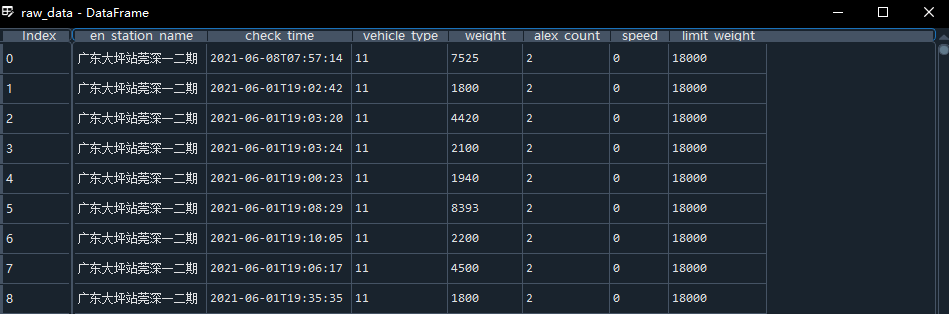 raw_data - DataFrame
Index en_station_name check_time vehicle_type weight alex_count speed limit_weight
0 广东大坪站莞深一二期 2021-06-08T07:57:14 11 7525 2 0 18000
1 广东大坪站莞深一二期 2021-06-01T19:02:42 11 1800 2 0 18000
2 广东大坪站莞深一二期 2021-06-01T19:03:20 11 4420 2 0 18000
3 广东大坪站莞深一二期 2021-06-01T19:03:24 11 2100 2 0 18000
4 广东大坪站莞深一二期 2021-06-01T19:00:23 11 1940 2 0 18000
5 广东大坪站莞深一二期 2021-06-01T19:08:29 11 8393 2 0 18000
6 广东大坪站莞深一二期 2021-06-01T19:10:05 11 2200 2 0 18000
7 广东大坪站莞深一二期 2021-06-01T19:06:17 11 4500 2 0 18000
8 广东大坪站莞深一二期 2021-06-01T19:35:35 11 1800 2 0 18000